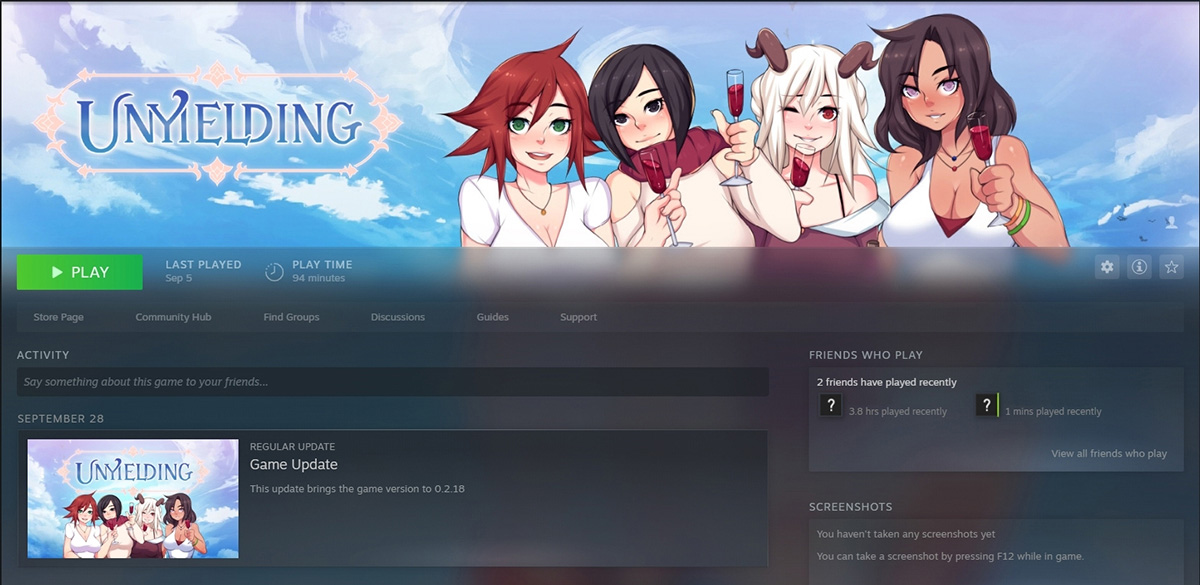 UNYIELDING
PLAY
LAST PLAYED
Sep 5
PLAY TIME
94 minutes
Store Page
Community Hub
Find Groups
Discussions
Guides
Support
ACTIVITY
Say something about this game to your friends...
SEPTEMBER 28
UNYIELDING
REGULAR UPDATE
Game Update
This update brings the game version to 0.2.18
FRIENDS WHO PLAY
2 friends have played recently
?
3.8 hrs played recently
?
1 mins played recently
View all friends who play
SCREENSHOTS
You haven't taken any screenshots yet
You can take a screenshot by pressing F12 while in game.